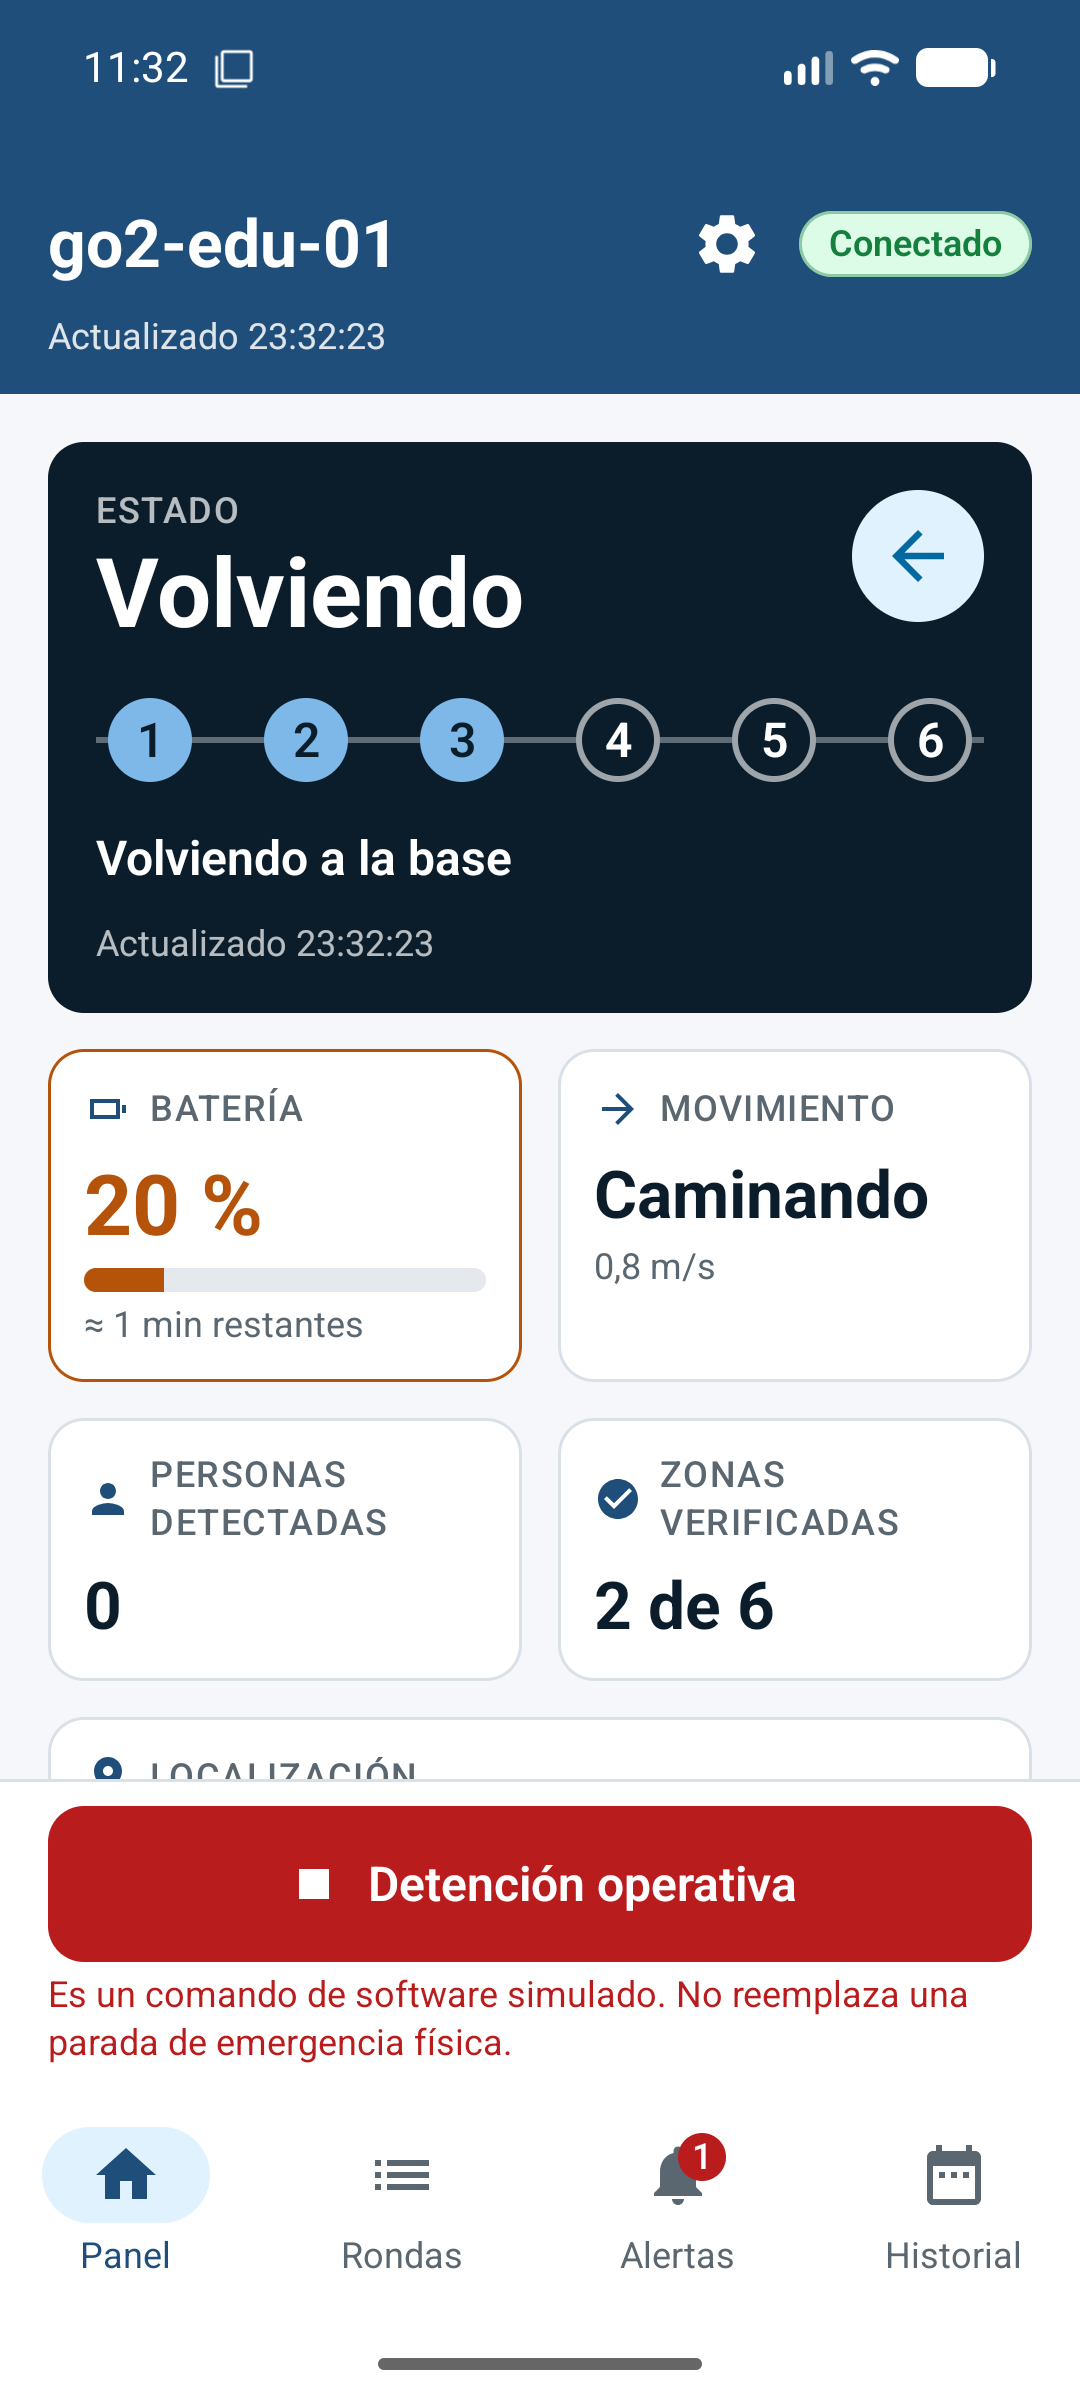 11:32
go2-edu-01
Conectado
Actualizado 23:32:23
ESTADO
Volviendo
1 2 3 4 5 6
Volviendo a la base
Actualizado 23:32:23
BATERÍA
20 %
≈ 1 min restantes
MOVIMIENTO
Caminando
0,8 m/s
PERSONAS
DETECTADAS
0
ZONAS
VERIFICADAS
2 de 6
LOCALIZACIÓN
Detención operativa
Es un comando de software simulado. No reemplaza una
parada de emergencia física.
1
Panel
Rondas
Alertas
Historial